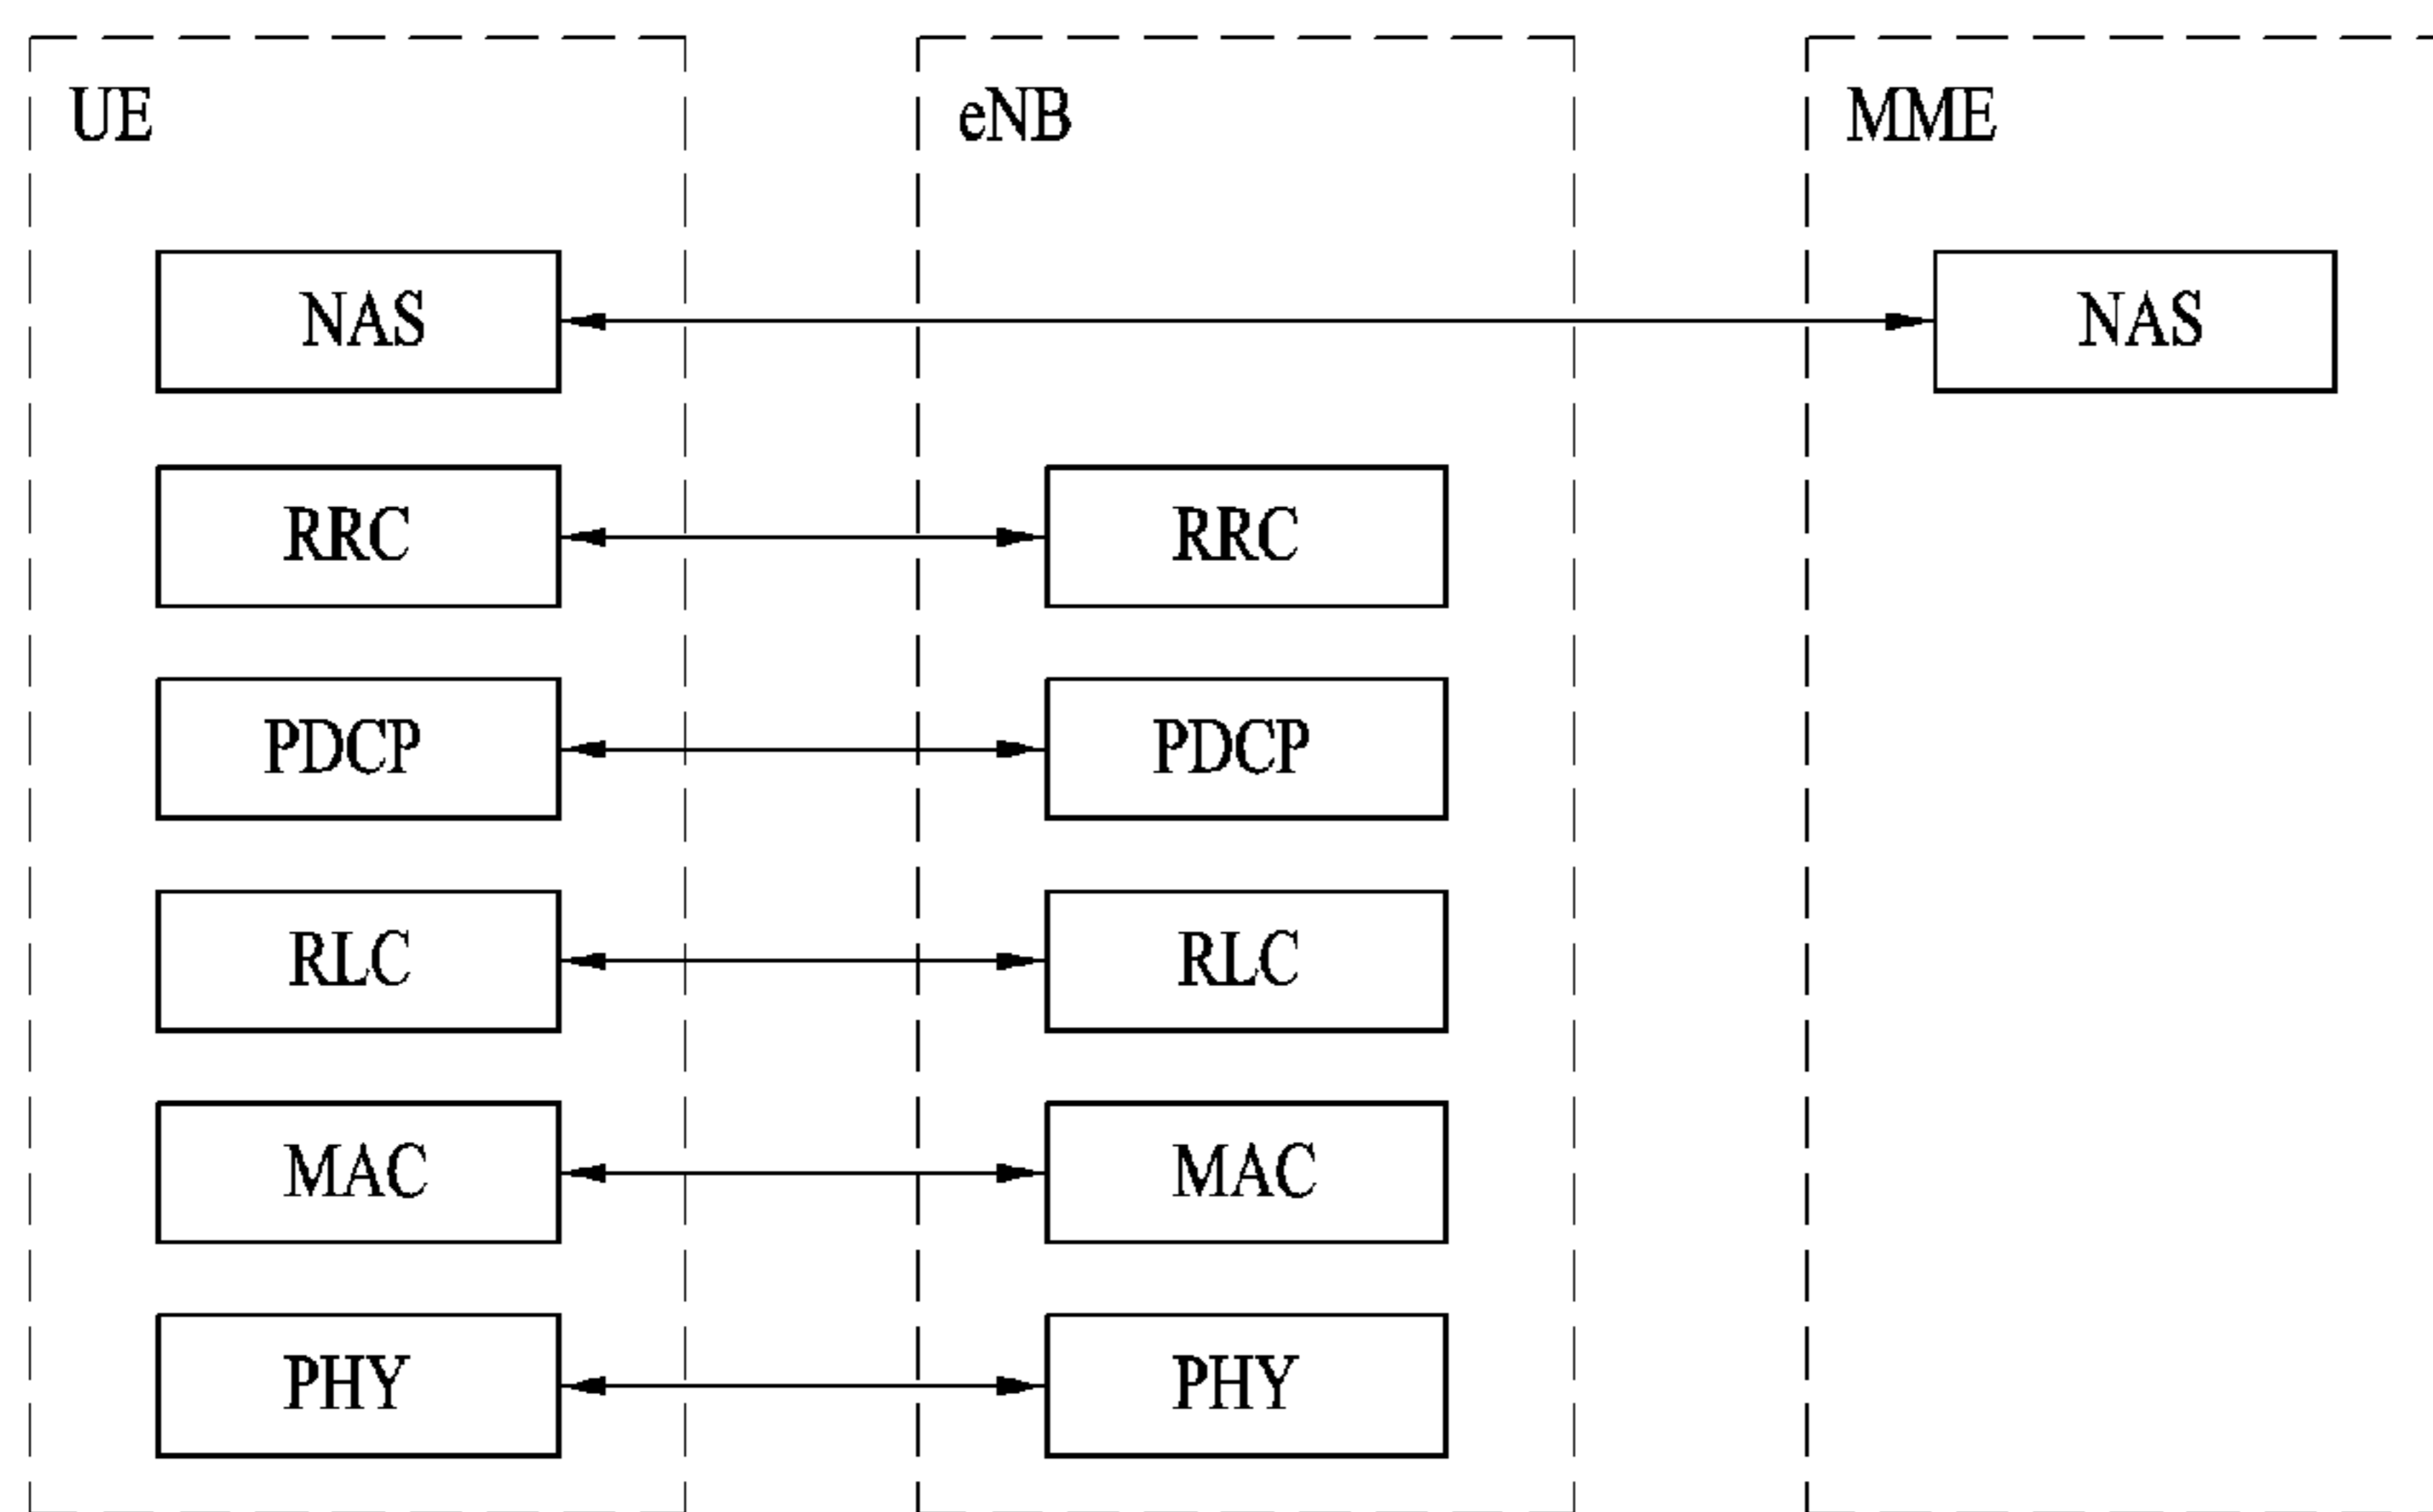 UE
eNB
MME
NAS
NAS
RRC
RRC
PDCP
PDCP
RLC
RLC
MAC
MAC
PHY
PHY